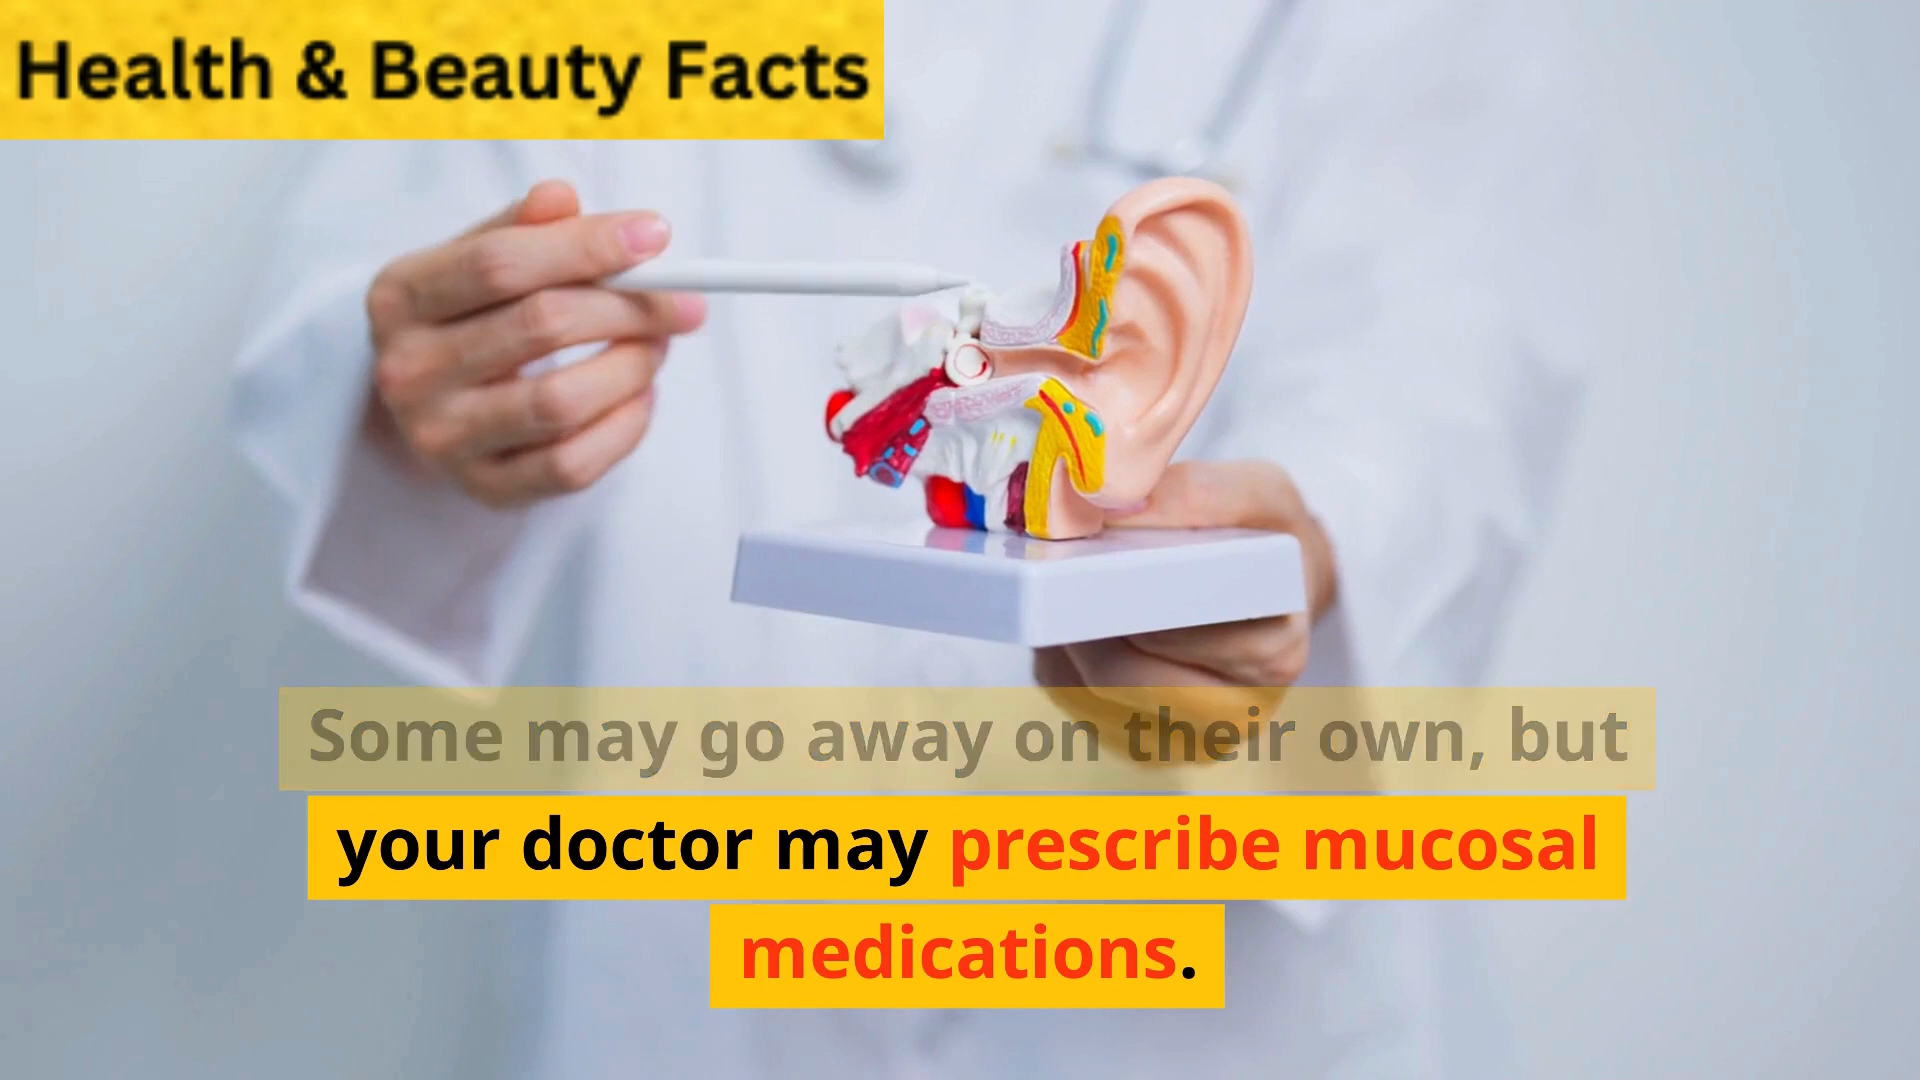 Health & Beauty Facts
Some may go away on their own, but
your doctor may prescribe mucosal
medications.